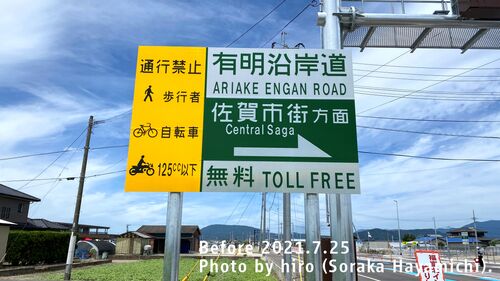 通行禁止
歩行者
自転車
125cc以下
有明沿岸道
ARIAKE ENGAN ROAD
佐賀市街方面
Central Saga
無料 TOLL FREE
Before 2021.7.25
Photo by hiro (Soraka Hayamichi).